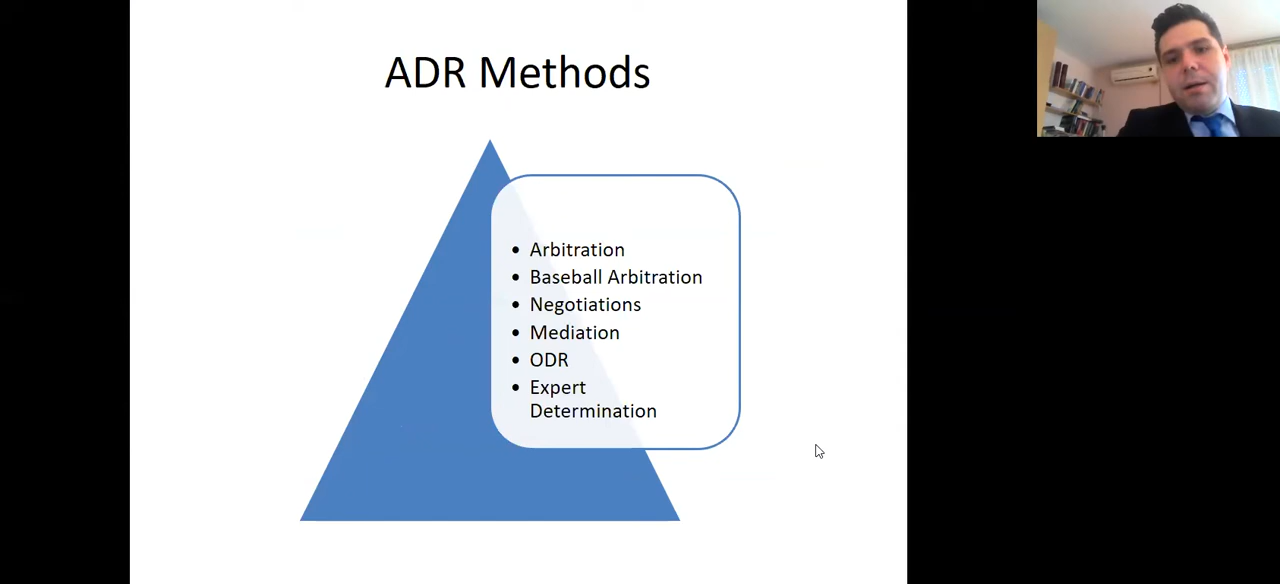 ADR Methods
• Arbitration
• Baseball Arbitration
• Negotiations
• Mediation
• ODR
• Expert
Determination